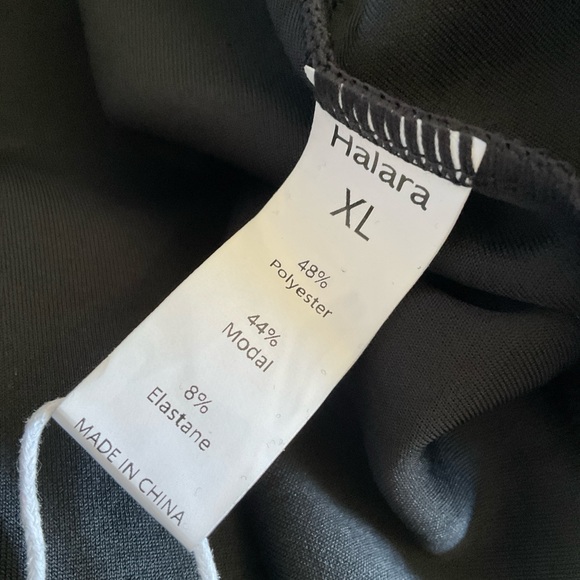 Halara
XL
48%
Polyester
44%
Modal
8%
Elastane
MADE IN CHINA